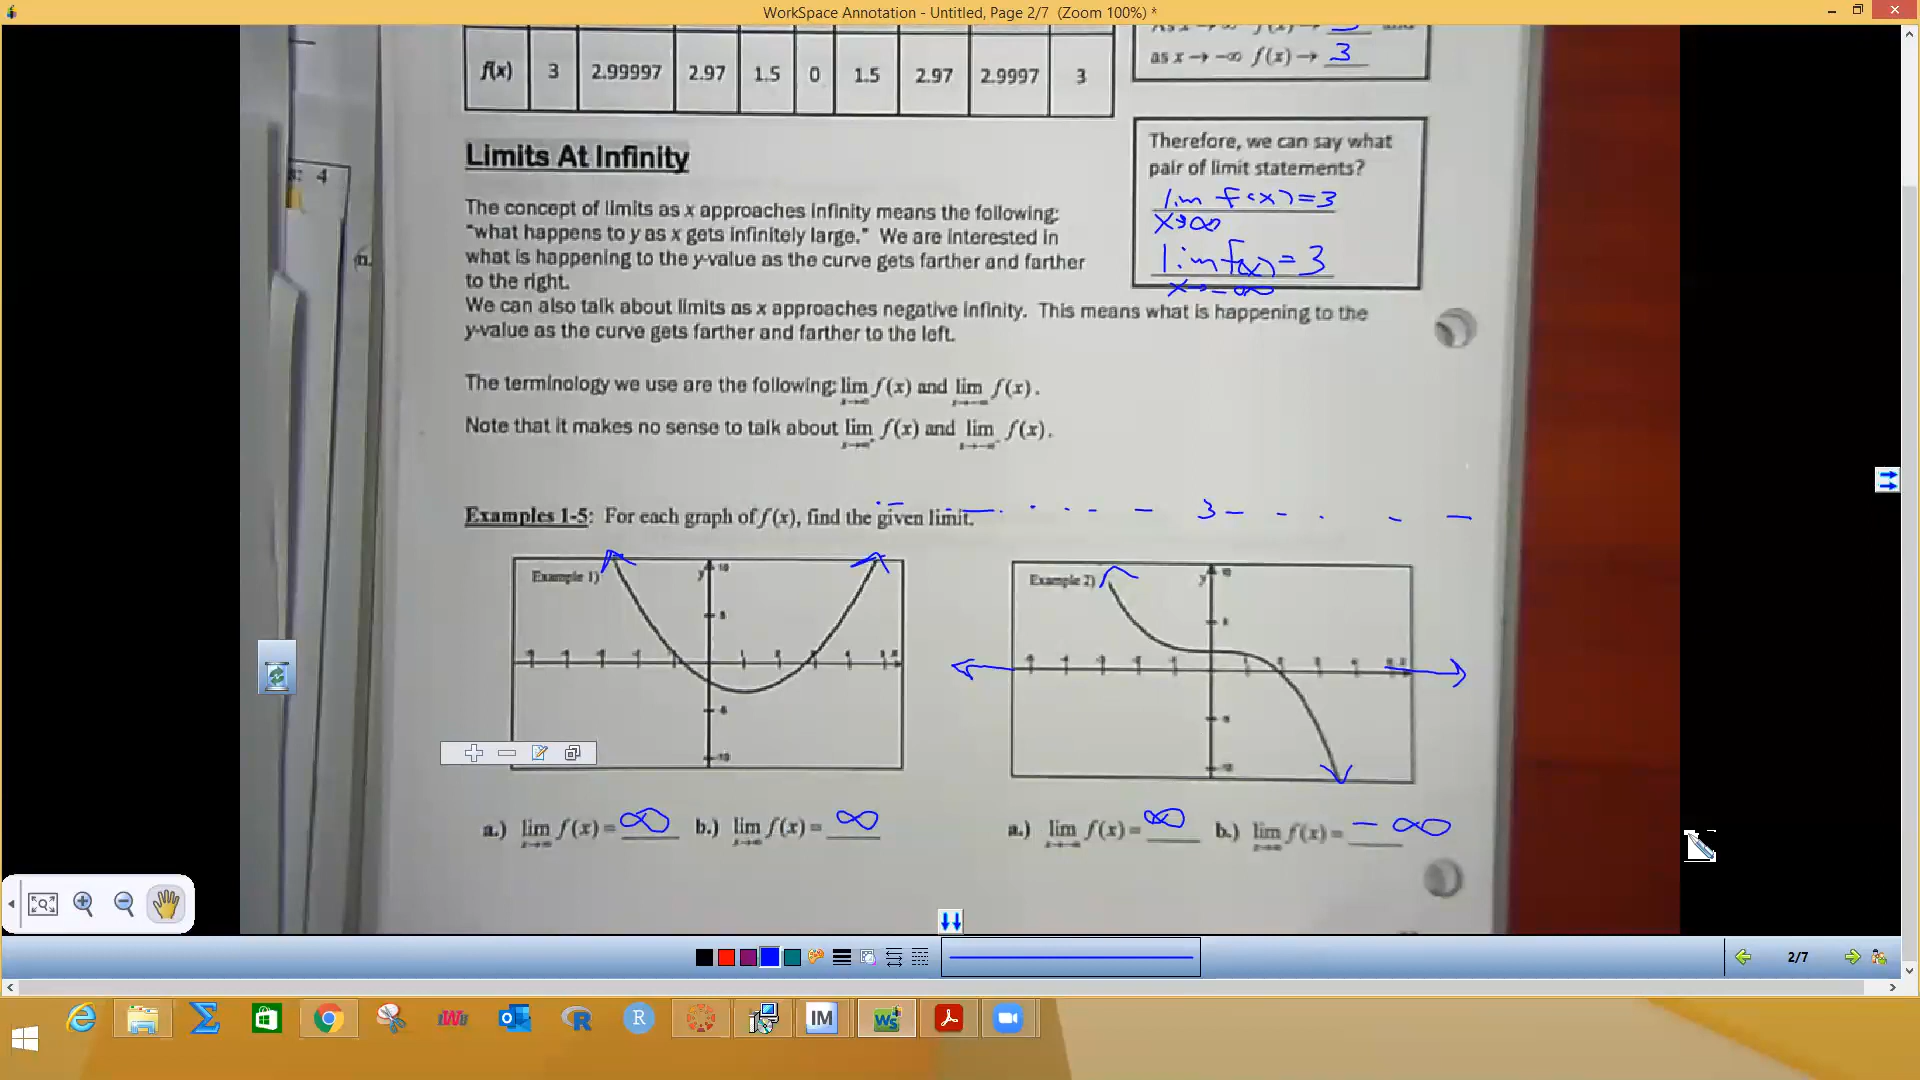 WorkSpace Annotation - Untitled, Page 2/7 (Zoom 100%) *
f(x) 3 2.99997 2.97 1.5 0 1.5 2.97 2.9997 3
as x → -∞ f(x) → 3
s: 4
Limits At Infinity
Therefore, we can say what
pair of limit statements?
lim f(x) = 3
x→∞
lim f(x) = 3
x→-∞
The concept of limits as x approaches infinity means the following:
"what happens to y as x gets infinitely large." We are interested in
what is happening to the y-value as the curve gets farther and farther
to the right.
We can also talk about limits as x approaches negative infinity. This means what is happening to the
y-value as the curve gets farther and farther to the left.
The terminology we use are the following: lim f(x) and lim f(x).
Note that it makes no sense to talk about lim f(x) and lim f(x).
Examples 1-5: For each graph of f(x), find the given limit.
3
Example 1)
y 10
Example 2)
y
a.) lim f(x) = ∞ b.) lim f(x) = ∞
a.) lim f(x) = ∞ b.) lim f(x) = - ∞
2/7
IM